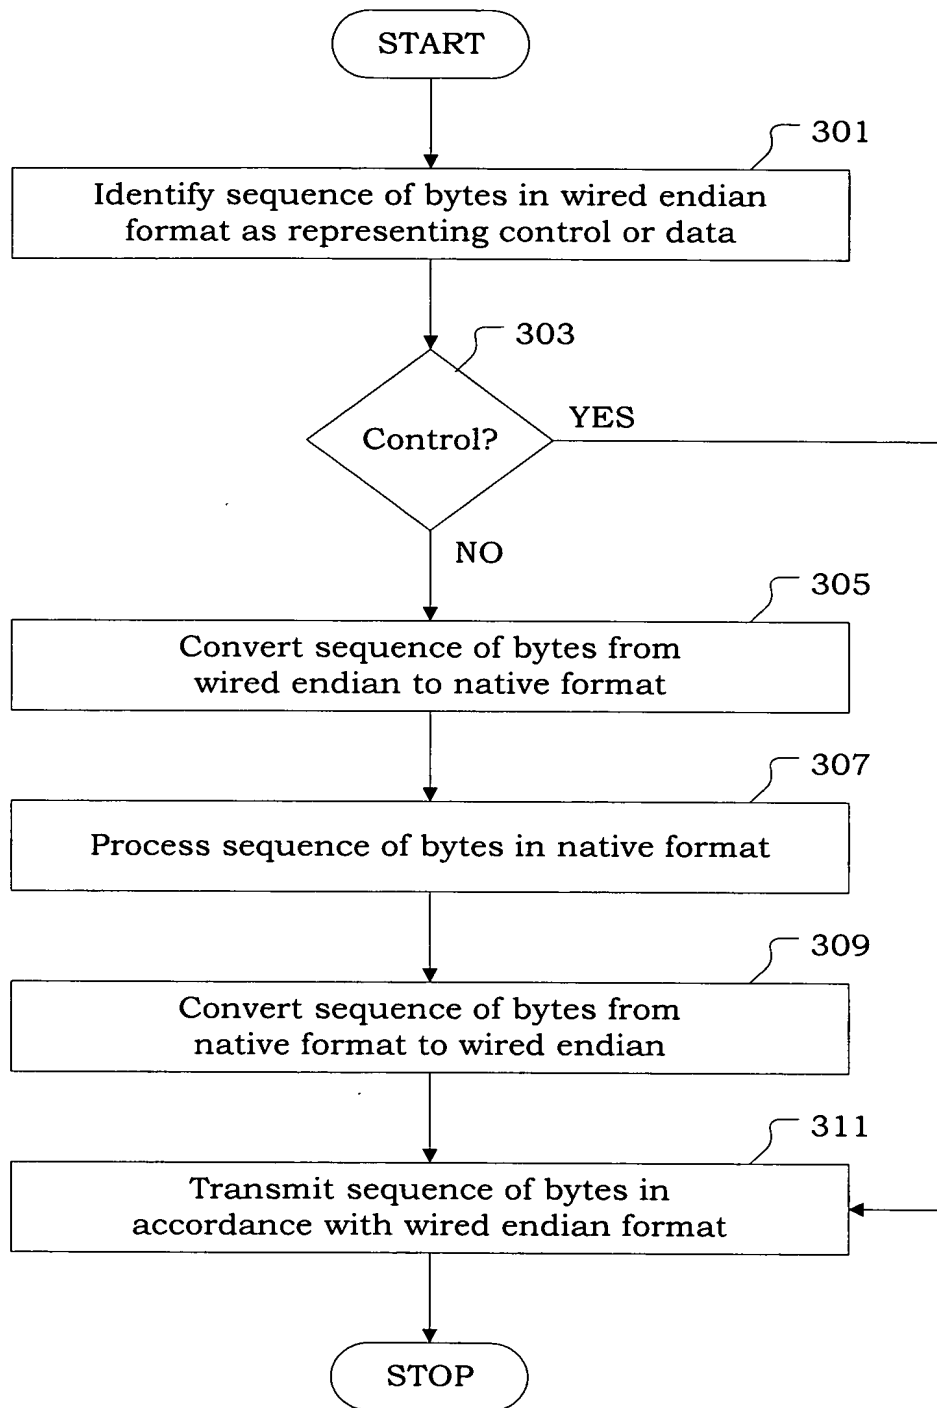 START
301
Identify sequence of bytes in wired endian
format as representing control or data
303
Control?
YES
NO
305
Convert sequence of bytes from
wired endian to native format
307
Process sequence of bytes in native format
309
Convert sequence of bytes from
native format to wired endian
311
Transmit sequence of bytes in
accordance with wired endian format
STOP